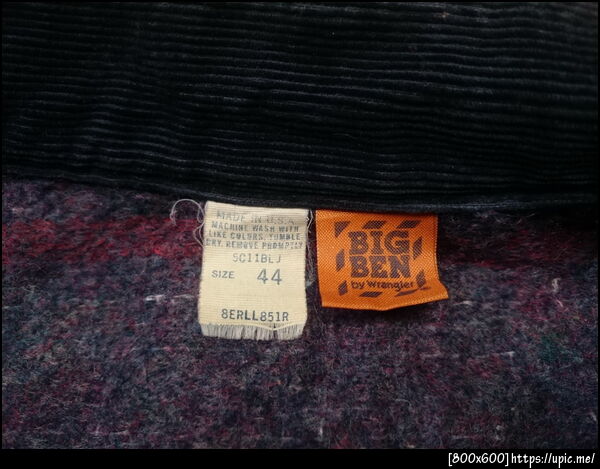 MADE IN U.S.A.
MACHINE WASH WITH
LIKE COLORS, TUMBLE
DRY, REMOVE PROMPTLY
5C11BLJ
SIZE 44
8ERLL851R
BIG
BEN
by Wrangler
[800x600]https://upic.me/